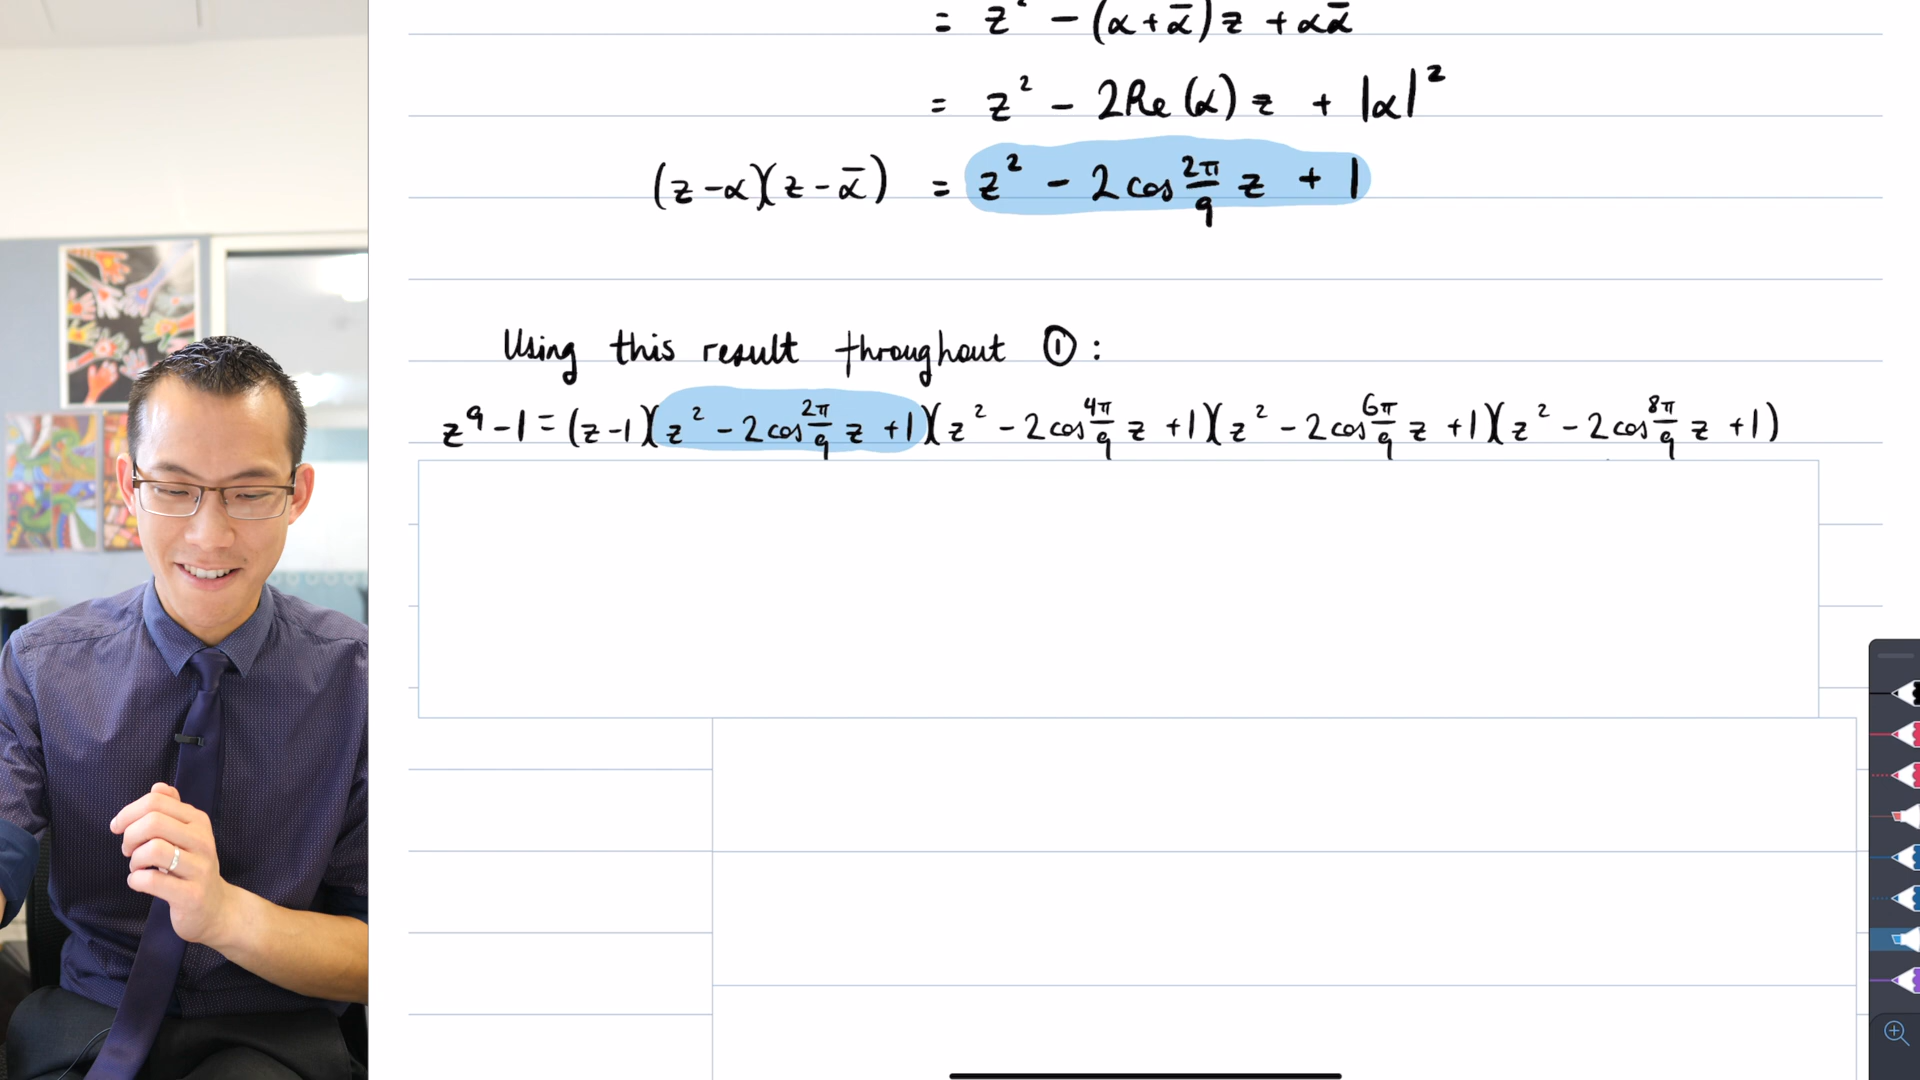 = z² - (α + ᾱ)z + αᾱ
= z² - 2Re(α)z + |α|²
(z-α)(z-ᾱ) = z² - 2cos 2π/9 z + 1
Using this result throughout ①:
z⁹-1 = (z-1)(z² - 2cos 2π/9 z + 1)(z² - 2cos 4π/9 z + 1)(z² - 2cos 6π/9 z + 1)(z² - 2cos 8π/9 z + 1)